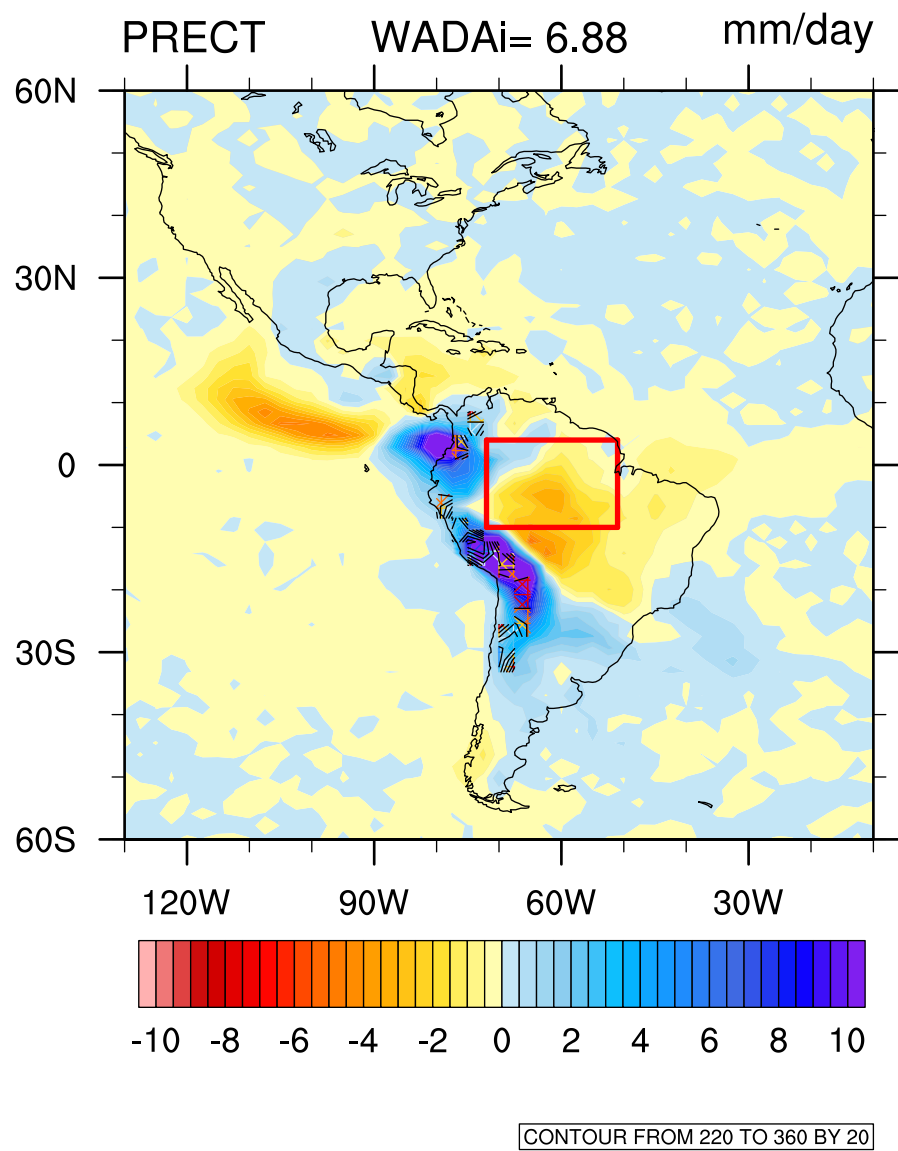 PRECT WADAi= 6.88 mm/day
60N
30N
0
30S
60S
120W 90W 60W 30W
-10 -8 -6 -4 -2 0 2 4 6 8 10
CONTOUR FROM 220 TO 360 BY 20